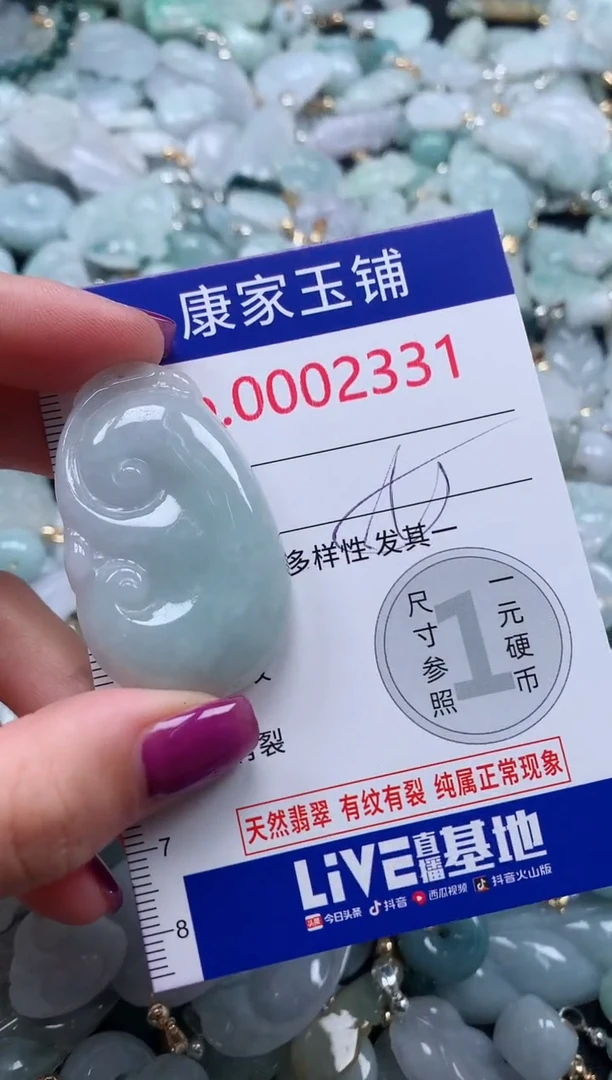 康家玉铺
.0002331
多样性 发其一
尺寸参照
1
一元硬币
有裂
天然翡翠 有纹有裂 纯属正常现象
LiVE直播基地
头条 今日头条 抖音 西瓜视频 抖音火山版
7
8